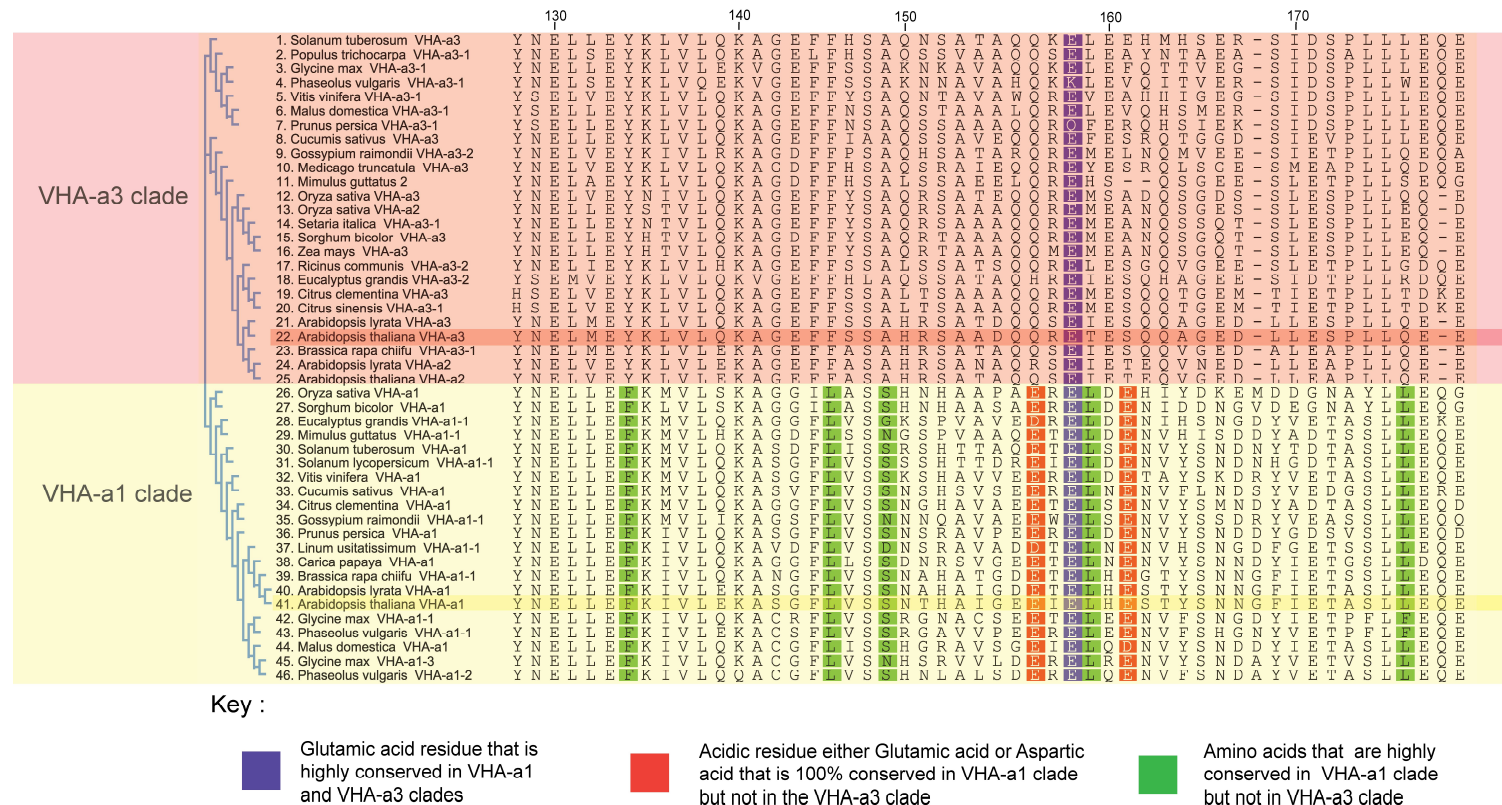 130 140 150 160 170
1. Solanum tuberosum VHA-a3 Y N E L L E Y K L V L Q K A G E F F H S A Q N S A T A Q Q K E L E E H M H S E R - S I D S P L L L E Q E
2. Populus trichocarpa VHA-a3-1 Y N E L S E Y K L V L Q K A G E L F H S A Q S S V A A Q Q S E L E A Y N T A E A - S I D S A L L L E Q E
3. Glycine max VHA-a3-1 Y N E L L E Y K L V L E K V G E F F S S A K N K A V A Q Q K E L E F Q T T V E G - S I D S P L L L E Q E
4. Phaseolus vulgaris VHA-a3-1 Y N E L S E Y K L V L Q E K V G E F F S S A K N N A V A H Q K K L E V Q I T V E R - S I D S P L L W E Q E
5. Vitis vinifera VHA-a3-1 Y S E L V E Y K L V L Q K A G E F F Y S A Q N T A V A W Q R E V E A H H I G E G - S I D S P L L L E Q E
6. Malus domestica VHA-a3-1 Y S E L L E Y K L V L Q K A G E F F N S A Q S T A A A L Q R E L E V Q H S M E R - S I D S P L L L E Q E
7. Prunus persica VHA-a3-1 Y S E L L E Y K L V L Q K A G E F F N S A Q S S A A A Q Q R Q F E R Q H S I E K - S I D S P L L L E Q E
8. Cucumis sativus VHA-a3 Y N E L L E Y K L V L Q K A G E F F I A A Q S S A V E Q Q R E F E S R Q T G G D - S I E V P L L L E Q E
9. Gossypium raimondii VHA-a3-2 Y N E L V E Y K I V L R K A G D F F P S A Q H S A T A R Q R E M E L N Q M V E E - S I E T P L L Q E Q A
10. Medicago truncatula VHA-a3 Y N E L V E Y K L V L Q K A C D F F H S A Q S R A I E Q Q R E Y E S R Q L S C E - S M E A P L L Q D Q E
11. Mimulus guttatus 2 Y N E L A E Y K L V L Q K A G D F F H S A L S S A E E L Q R E H S - - Q S G E E - S L E T P L L S E Q G
12. Oryza sativa VHA-a3 Y N E L V E Y N I V L Q K A G E F F Y S A Q R S A T E Q Q R E M S A D Q S G D S - S L E S P L L Q E - E
13. Oryza sativa VHA-a2 Y N E L L E Y S T V L Q K A G E F F Y S A Q R S A A A Q Q R E M E A N Q S G E S - S L E S P L L E Q - D
14. Setaria italica VHA-a3-1 Y N E L L E Y N T V L Q K A G E F F Y S A Q R S A A A Q Q R E M E A N Q S S Q T - S L E S P L L E Q - E
15. Sorghum bicolor VHA-a3 Y N E L L E Y H T V L Q K A G D F F Y S A Q R T A A A Q Q R E M E A N Q S G Q T - S L E S P L L E Q - E
16. Zea mays VHA-a3 Y N E L L E Y H T V L Q K A G E F F Y S A Q R T A A A Q Q M E M E A N Q S G Q T - S L E S P L L E Q - E
17. Ricinus communis VHA-a3-2 Y N E L I E Y K L V L H K A G E F F S S A L S S A T S Q Q R E L E S G Q V G E E - S L E T P L L G D Q E
18. Eucalyptus grandis VHA-a3-2 Y S E M V E Y K L V L Q K V G E F F H L A Q S S A T A Q H R E L E S Q H A G E E - S I D T P L L R D Q E
19. Citrus clementina VHA-a3 H S E L V E Y K L V L Q K A G E F F S S A L T S A A A Q Q R E M E S Q Q T G E M - T I E T P L L T D K E
20. Citrus sinensis VHA-a3-1 H S E L V E Y K L V L Q K A G E F F S S A L T S A A A Q Q R E M E S Q Q T G E M - T I E T P L L T D K E
21. Arabidopsis lyrata VHA-a3 Y N E L M E Y K L V L Q K A G E F F S S A H R S A T D Q Q S E I E S Q Q A G E D - L L E S P L L Q E - E
22. Arabidopsis thaliana VHA-a3 Y N E L M E Y K L V L Q K A G E F F S S A H R S A A D Q Q R E T E S Q Q A G E D - L L E S P L L Q E - E
23. Brassica rapa chiifu VHA-a3-1 Y N E L M E Y K L V L E K A G E F F A S A H R S A T A Q Q S E I E S Q Q V G E D - A L E A P L L Q E - E
24. Arabidopsis lyrata VHA-a2 Y N E L V E Y K L V L E K A G E F F A S A H R S A N A Q R S E I E T E Q V N E D - L L E A P L L Q E - E
25. Arabidopsis thaliana VHA-a2 Y N E L V E Y K L V L E K A G E F F A S A H R S A T A Q Q S E I E T E Q V G E D - L L E A P L L Q E - E
VHA-a3 clade
26. Oryza sativa VHA-a1 Y N E L L E F K M V L S K A G G I L A S S H N H A A P A E R E L D E H I Y D K E M D D G N A Y L L E Q G
27. Sorghum bicolor VHA-a1 Y N E L L E F K L V L S K A G G I L A S S H N H A A S A E R E L D E N I D D N G V D E G N A Y L L E Q G
28. Eucalyptus grandis VHA-a1-1 Y N E L L E F K M V L Q K A G G F L V S G K S P V A V E D R E L D E N I H S N G D Y V E T A S L L E K E
29. Mimulus guttatus VHA-a1-1 Y N E L L E F K M V L H K A G D F L S S N G S P V A A Q E T E L D E N V H I S D D Y A D T S S L L E Q E
30. Solanum tuberosum VHA-a1 Y N E L L E F K M V L Q K A S D F L I S S R S H T T A Q E T E L S E N V Y S N D N Y T D T A S L L E Q E
31. Solanum lycopersicum VHA-a1-1 Y N E L L E F K M V L Q K A S G F L V S S S S H T T D R E I E L D E N V Y S N D N H G D T A S L L E Q E
32. Vitis vinifera VHA-a1 Y N E L L E F K M V L Q K A S G F L V S K S H A V V E E R E L D E T A Y S K D R Y V E T A S L L E Q E
33. Cucumis sativus VHA-a1 Y N E L L E F K M V L Q K A S V F L V S S N S H S V S E E R E L N E N V F L N D S Y V E D G S L L E R E
34. Citrus clementina VHA-a1 Y N E L L E F K M V L Q K A G G F L V S S N G H A V A E E T E L S E N V Y S M N D Y A D T A S L L E Q D
35. Gossypium raimondii VHA-a1-1 Y N E L L E F K M V L I K A G S F L V S N N N Q A V A E E W E L S E N V Y S S D R Y V E A S S L L E Q Q
36. Prunus persica VHA-a1 Y N E L L E F K I V L Q K A S G F L V S S N S R A V P E E R E L D E N V Y S K D D Y S D S V S L L E Q D
37. Linum usitatissimum VHA-a1-1 Y N E L L E F K I V L Q K A V D F L V S D N S R A V A D D T E L N E N V H S N G D F G E T S S L L E Q E
38. Carica papaya VHA-a1 Y N E L L E F K I V L Q K A S G F L V S S D N R S V G E E T E L N E N V Y S N D N Y I E T G S L L E Q E
39. Brassica rapa chiifu VHA-a1-1 Y N E L L E F K I V L Q K A N G F L V S S N A H A T G D E T E L H E G T Y S N N G F I E T A S L L E Q E
40. Arabidopsis lyrata VHA-a1 Y N E L L E F K I V L E K A S G F L V S S N T H A I G E E T E L H E S T Y S N N G F I E T S S L L E Q E
41. Arabidopsis thaliana VHA-a1 Y N E L L E F K I V L E K A S G F L V S S N T H A I G E E I E L H E S T Y S N N G F I E T A S L L E Q E
42. Glycine max VHA-a1-1 Y N E L L E F K I V L Q K A C R F L V S S R G N A C S E E T E L E E N V F S N D G Y I E T P F L F E Q E
43. Phaseolus vulgaris VHA-a1-1 Y N E L L E F K I V L Q K A C S F L V S S R G A V V P E E R E L E E N V F S H G N Y V E T P F L F E Q E
44. Malus domestica VHA-a1 Y N E L L E F K I V L Q K A C G F L I S S H G R A V S G E I E L Q D N V Y S N D A Y V E T A S L L E Q E
45. Glycine max VHA-a1-3 Y N E L L E F K I V L Q K A C G F L V S N H S R V V L D E R E L R E N V Y S N D A Y V E T V S L L E Q E
46. Phaseolus vulgaris VHA-a1-2 Y N E L L E F K I V L Q Q A C G F L V S S H N L A L S D E R E L Q E N V F S N D A Y V E T A S L L E Q E
VHA-a1 clade
Key :
Glutamic acid residue that is
highly conserved in VHA-a1
and VHA-a3 clades
Acidic residue either Glutamic acid or Aspartic
acid that is 100% conserved in VHA-a1 clade
but not in the VHA-a3 clade
Amino acids that are highly
conserved in VHA-a1 clade
but not in VHA-a3 clade